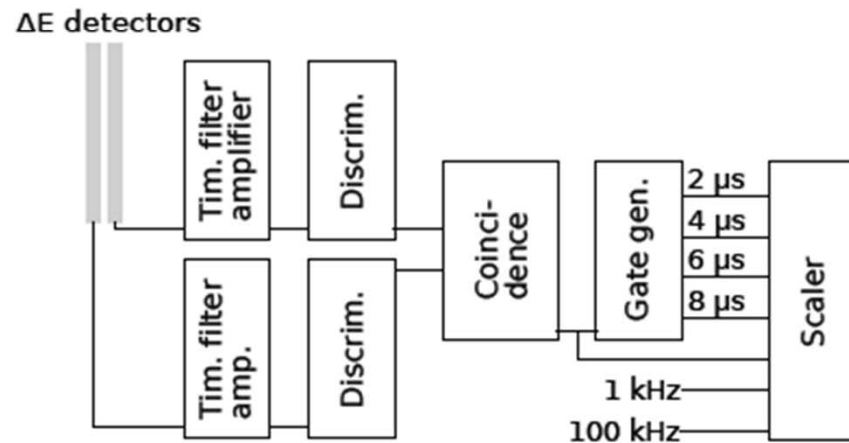 ΔE detectors
Tim. filter
amplifier
Discrim.
Tim. filter
amp.
Discrim.
Coinci-
dence
Gate gen.
2 μs
4 μs
6 μs
8 μs
1 kHz
100 kHz
Scaler